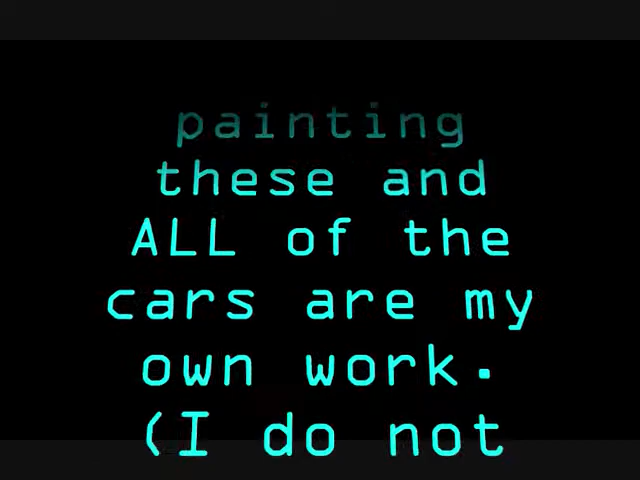 painting
these and
ALL of the
cars are my
own work.
(I do not